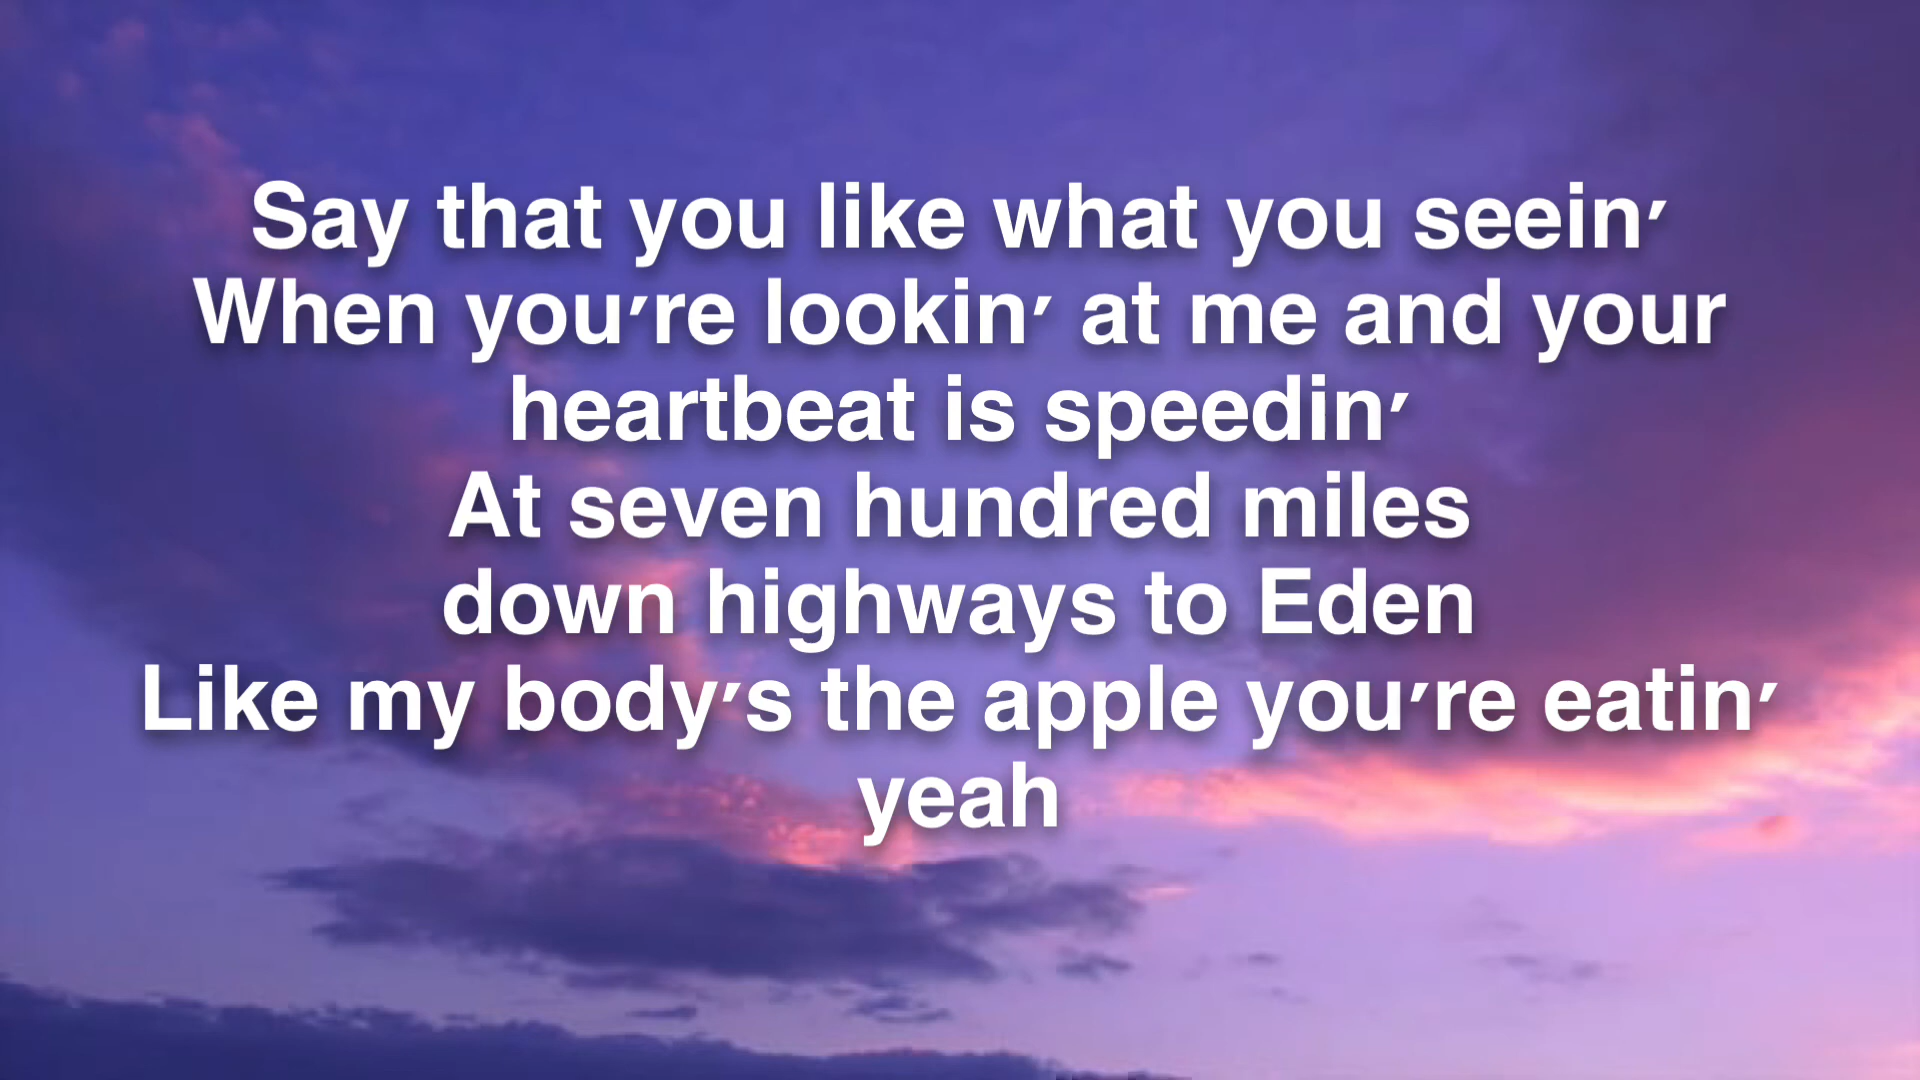 Say that you like what you seein’
When you’re lookin’ at me and your
heartbeat is speedin’
At seven hundred miles
down highways to Eden
Like my body’s the apple you’re eatin’
yeah